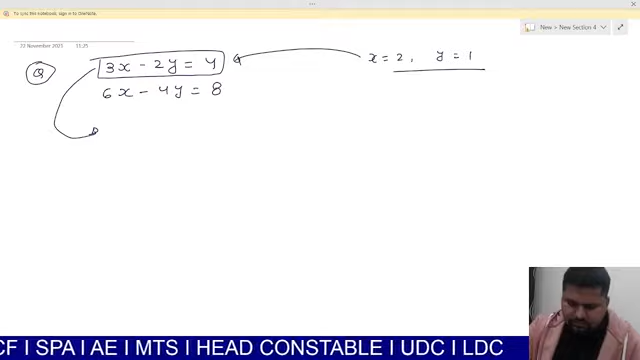 To sync this notebook, sign in to OneNote.
New > New Section 4
22 November 2021 11:25
Q 3x - 2y = 4 x = 2, y = 1
6x - 4y = 8
CF I SPA I AE I MTS I HEAD CONSTABLE I UDC I LDC